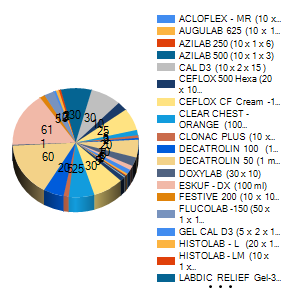 ACLOFLEX - MR (10 x...
AUGULAB 625 (10 x 1...
AZILAB 250 (10 x 1 x 6)
AZILAB 500 (10 x 1 x 3)
CAL D3 (10 x 2 x 15 )
CEFLOX 500 Hexa (20
x 10...
CEFLOX CF Cream -1...
CLEAR CHEST -
ORANGE (100...
CLONAC PLUS (10 x...
DECATROLIN 100 (1...
DECATROLIN 50 (1 m...
DOXYLAB (30 x 10)
ESKUF - DX (100 ml)
FESTIVE 200 (10 x 10...
FLUCOLAB -150 (50 x
1 x 1...
GEL CAL D3 (5 x 2 x 1...
HISTOLAB - L (20 x 1...
HISTOLAB - LM (10 x
1 x...
LABDIC RELIEF Gel-3...
30
30
25
61
1
60
20
5
25
30